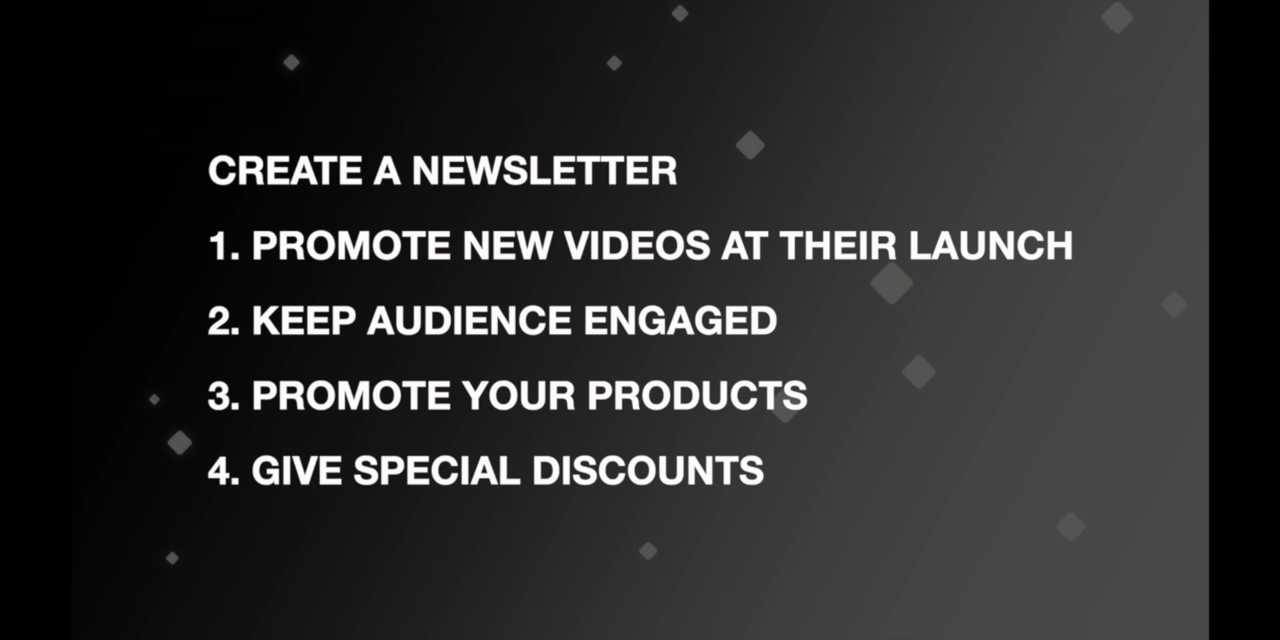 CREATE A NEWSLETTER
1. PROMOTE NEW VIDEOS AT THEIR LAUNCH
2. KEEP AUDIENCE ENGAGED
3. PROMOTE YOUR PRODUCTS
4. GIVE SPECIAL DISCOUNTS